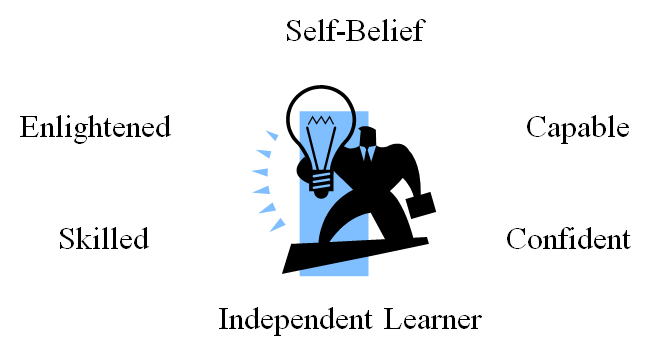 Self-Belief
Enlightened
Capable
Skilled
Confident
Independent Learner